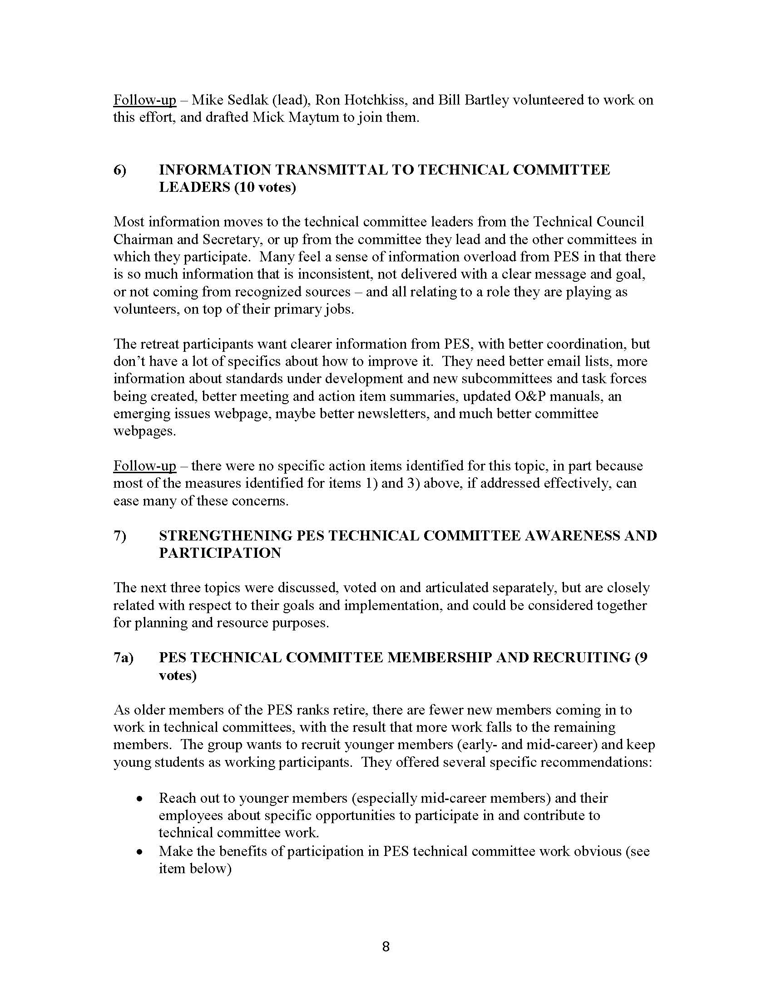 Follow-up – Mike Sedlak (lead), Ron Hotchkiss, and Bill Bartley volunteered to work on
this effort, and drafted Mick Maytum to join them.
6) INFORMATION TRANSMITTAL TO TECHNICAL COMMITTEE
LEADERS (10 votes)
Most information moves to the technical committee leaders from the Technical Council
Chairman and Secretary, or up from the committee they lead and the other committees in
which they participate.  Many feel a sense of information overload from PES in that there
is so much information that is inconsistent, not delivered with a clear message and goal,
or not coming from recognized sources – and all relating to a role they are playing as
volunteers, on top of their primary jobs.
The retreat participants want clearer information from PES, with better coordination, but
don’t have a lot of specifics about how to improve it.  They need better email lists, more
information about standards under development and new subcommittees and task forces
being created, better meeting and action item summaries, updated O&P manuals, an
emerging issues webpage, maybe better newsletters, and much better committee
webpages.
Follow-up – there were no specific action items identified for this topic, in part because
most of the measures identified for items 1) and 3) above, if addressed effectively, can
ease many of these concerns.
7) STRENGTHENING PES TECHNICAL COMMITTEE AWARENESS AND
PARTICIPATION
The next three topics were discussed, voted on and articulated separately, but are closely
related with respect to their goals and implementation, and could be considered together
for planning and resource purposes.
7a) PES TECHNICAL COMMITTEE MEMBERSHIP AND RECRUITING (9
votes)
As older members of the PES ranks retire, there are fewer new members coming in to
work in technical committees, with the result that more work falls to the remaining
members.  The group wants to recruit younger members (early- and mid-career) and keep
young students as working participants.  They offered several specific recommendations:
• Reach out to younger members (especially mid-career members) and their
employees about specific opportunities to participate in and contribute to
technical committee work.
• Make the benefits of participation in PES technical committee work obvious (see
item below)
8